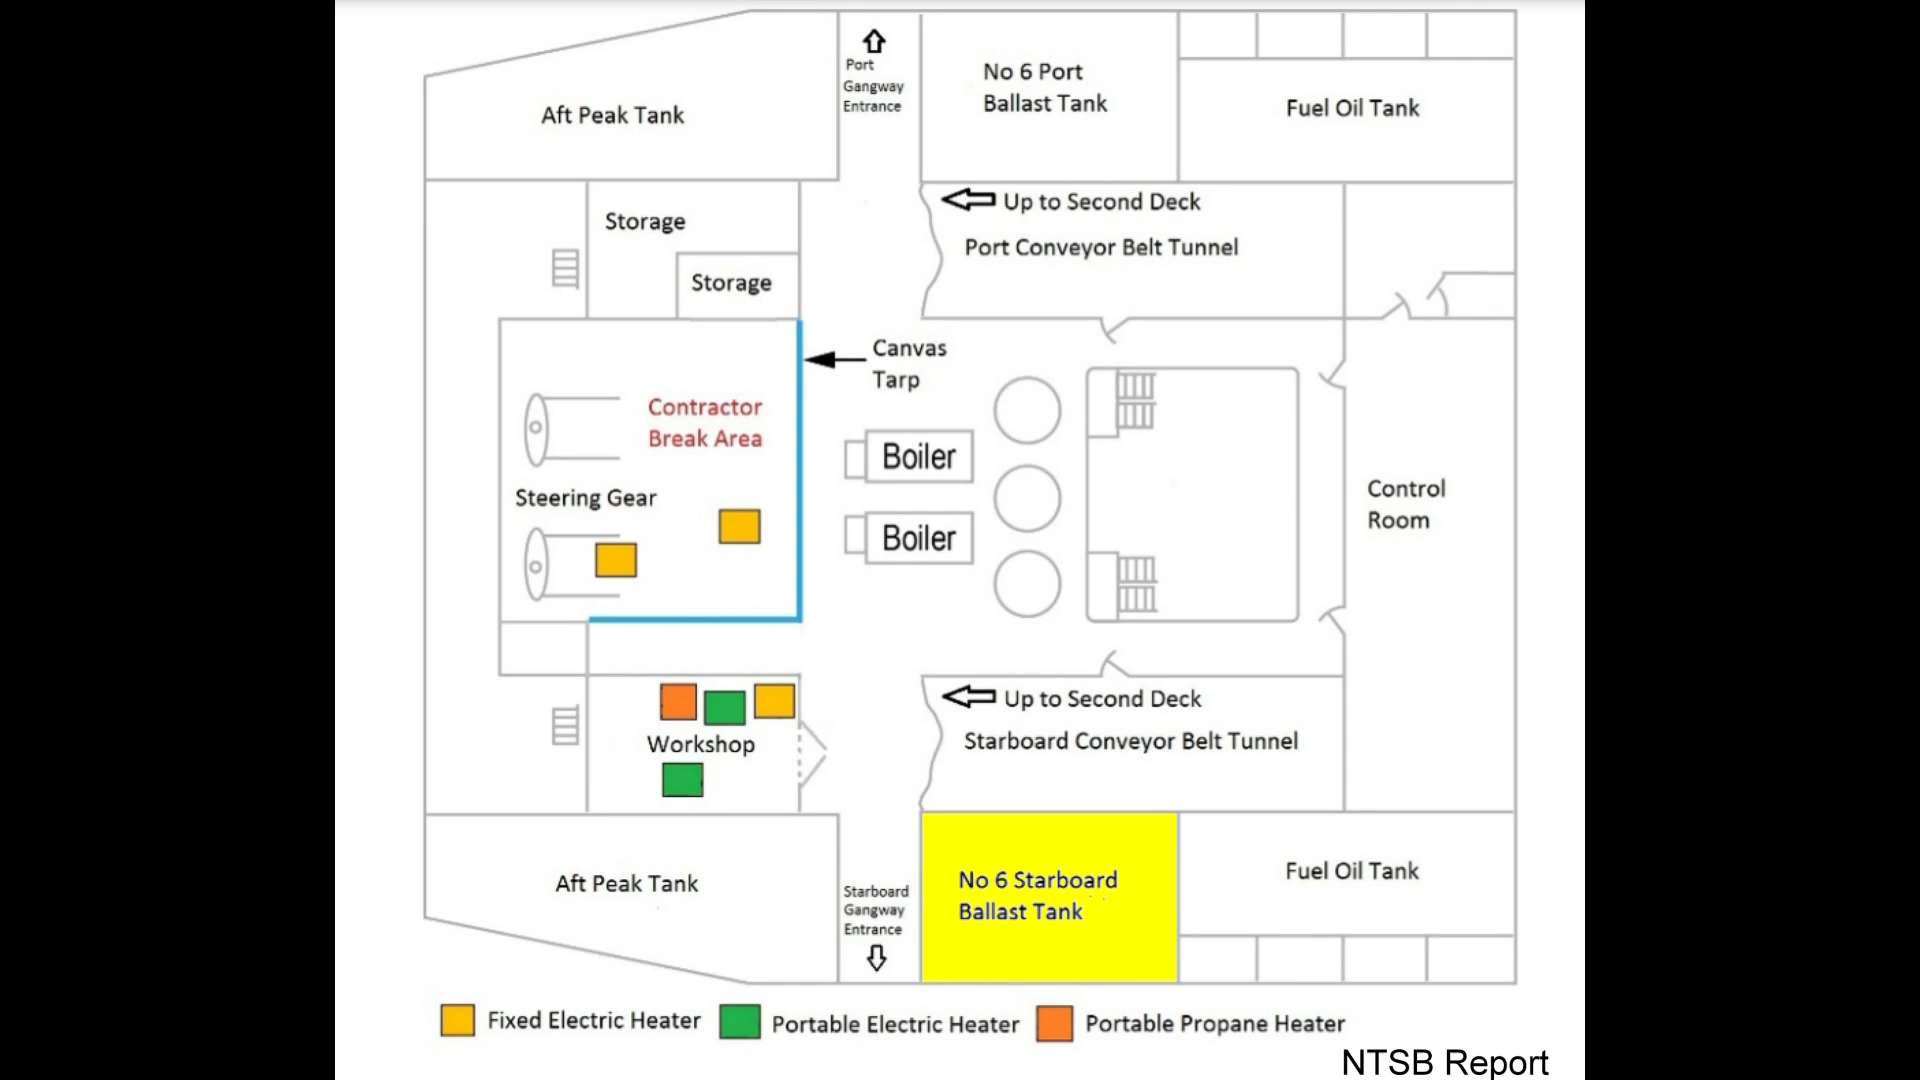 Port
Gangway
Entrance
No 6 Port
Ballast Tank
Aft Peak Tank
Fuel Oil Tank
Up to Second Deck
Storage
Port Conveyor Belt Tunnel
Storage
Canvas
Tarp
Contractor
Break Area
Boiler
Steering Gear
Control
Room
Boiler
Up to Second Deck
Workshop
Starboard Conveyor Belt Tunnel
Aft Peak Tank
Starboard
Gangway
Entrance
No 6 Starboard
Ballast Tank
Fuel Oil Tank
Fixed Electric Heater
Portable Electric Heater
Portable Propane Heater
NTSB Report